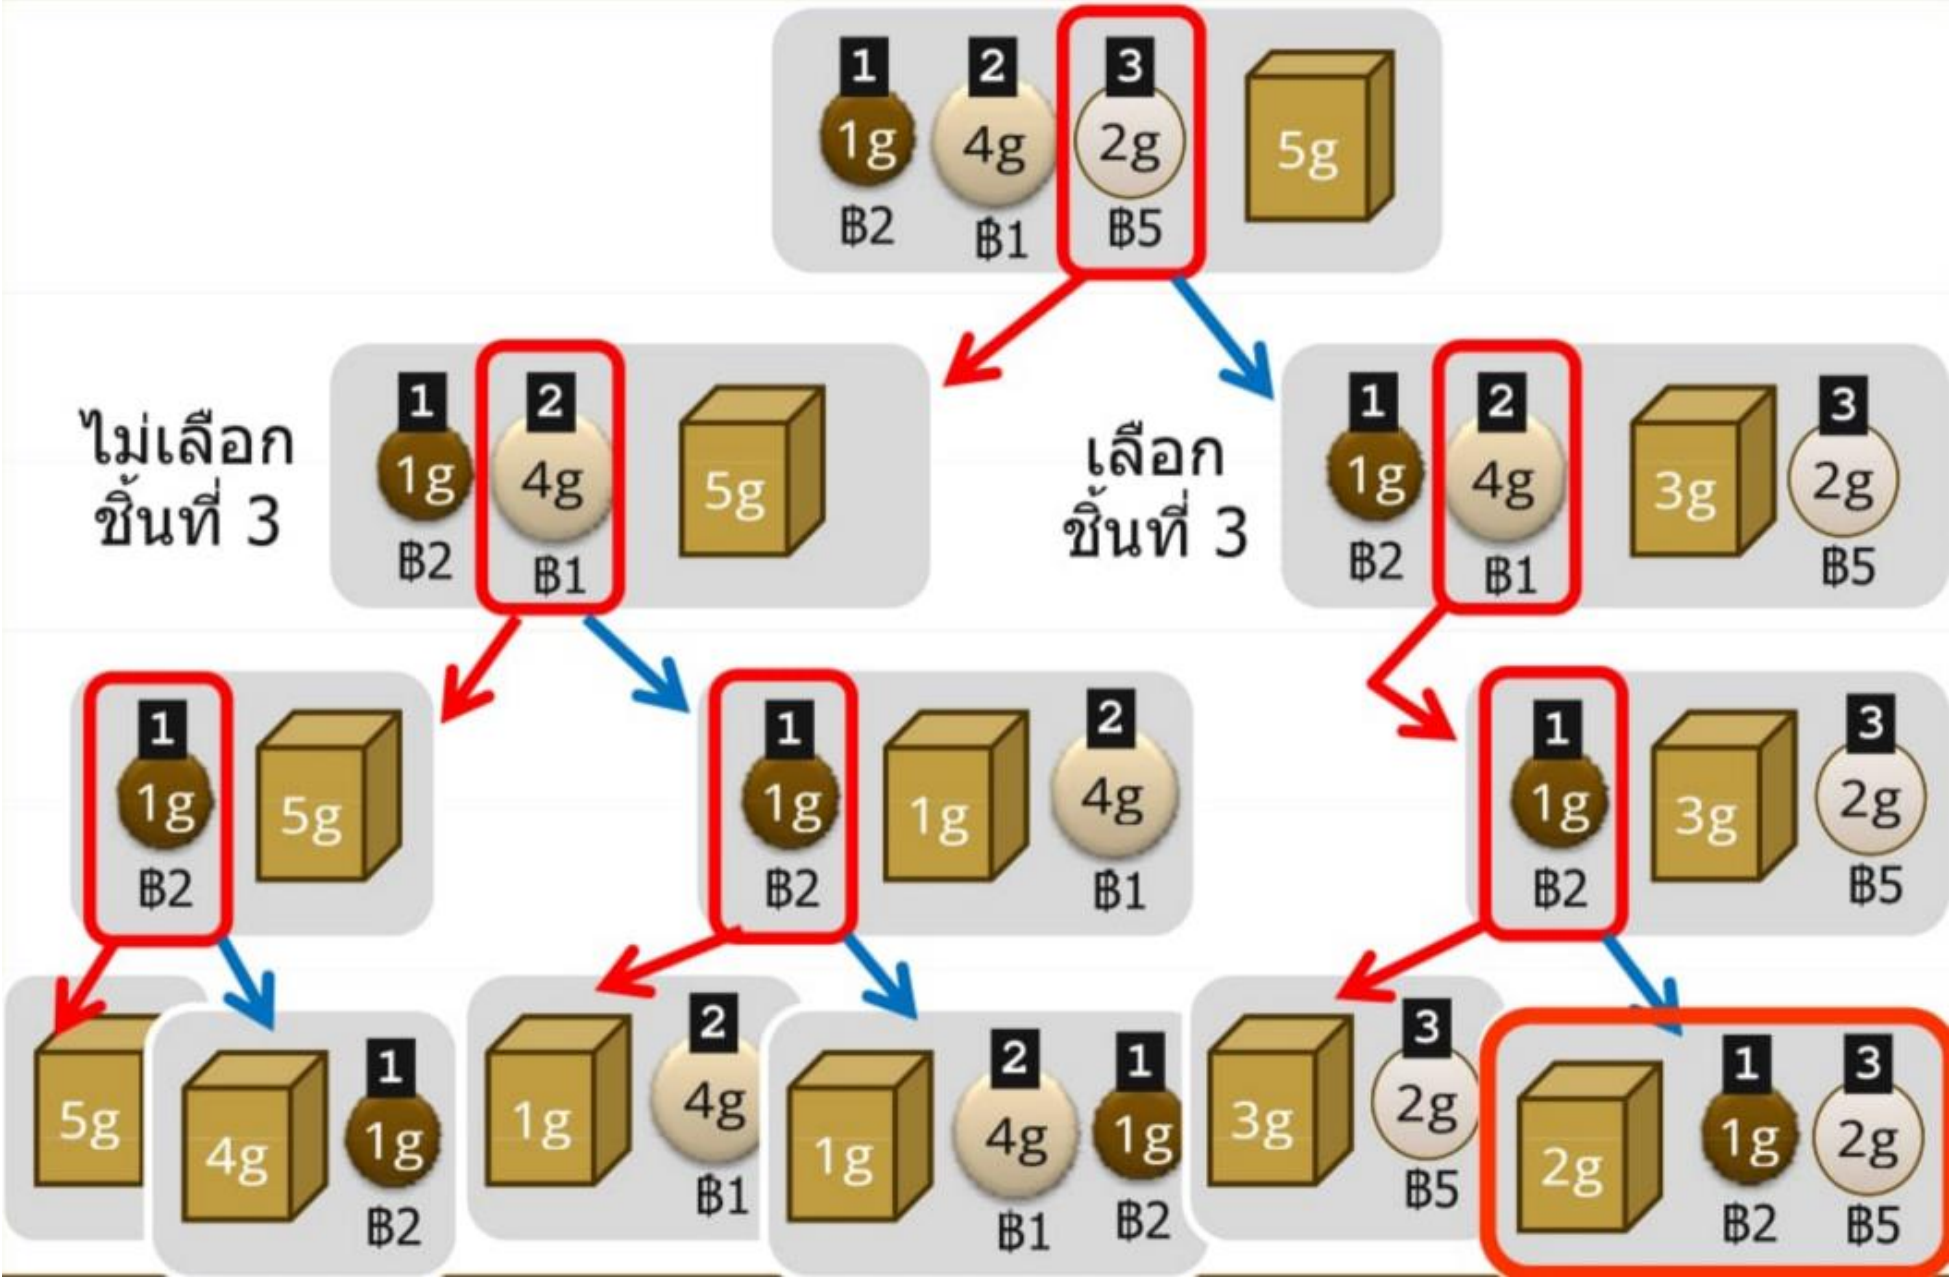 1 2 3
1g 4g 2g 5g
฿2 ฿1 ฿5
ไม่เลือก
ชิ้นที่ 3
1 2
1g 4g 5g
฿2 ฿1
เลือก
ชิ้นที่ 3
1 2 3
1g 4g 3g 2g
฿2 ฿1 ฿5
1
1g 5g
฿2
1 2
1g 1g 4g
฿2 ฿1
1 3
1g 3g 2g
฿2 ฿5
5g
1
4g 1g
฿2
2
1g 4g
฿1
2 1
1g 4g 1g
฿1 ฿2
3
3g 2g
฿5
1 3
2g 1g 2g
฿2 ฿5